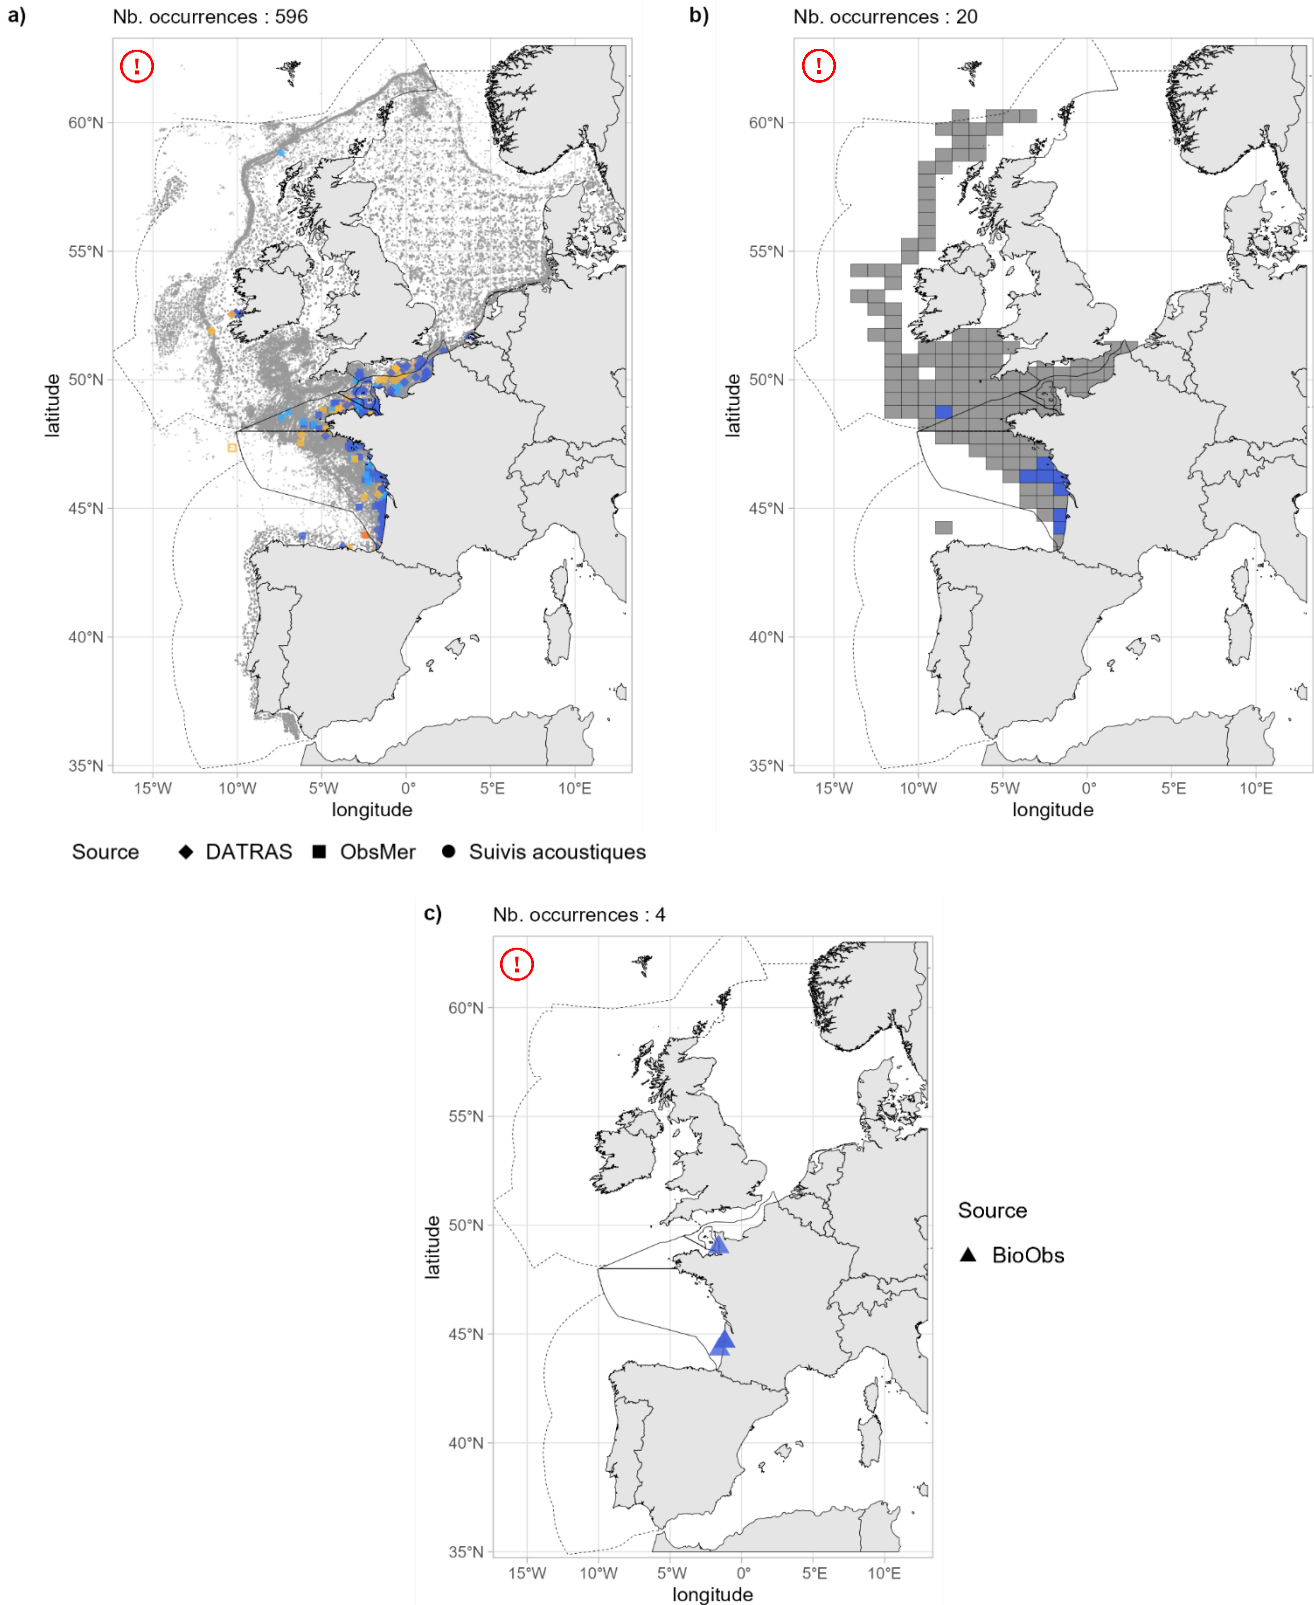 a) Nb. occurrences : 596
!
60°N
55°N
50°N
45°N
40°N
35°N
latitude
15°W 10°W 5°W 0° 5°E 10°E
longitude
Source DATRAS ObsMer Suivis acoustiques
b) Nb. occurrences : 20
!
60°N
55°N
50°N
45°N
40°N
35°N
latitude
15°W 10°W 5°W 0° 5°E 10°E
longitude
c) Nb. occurrences : 4
!
60°N
55°N
50°N
45°N
40°N
35°N
latitude
15°W 10°W 5°W 0° 5°E 10°E
longitude
Source
BioObs